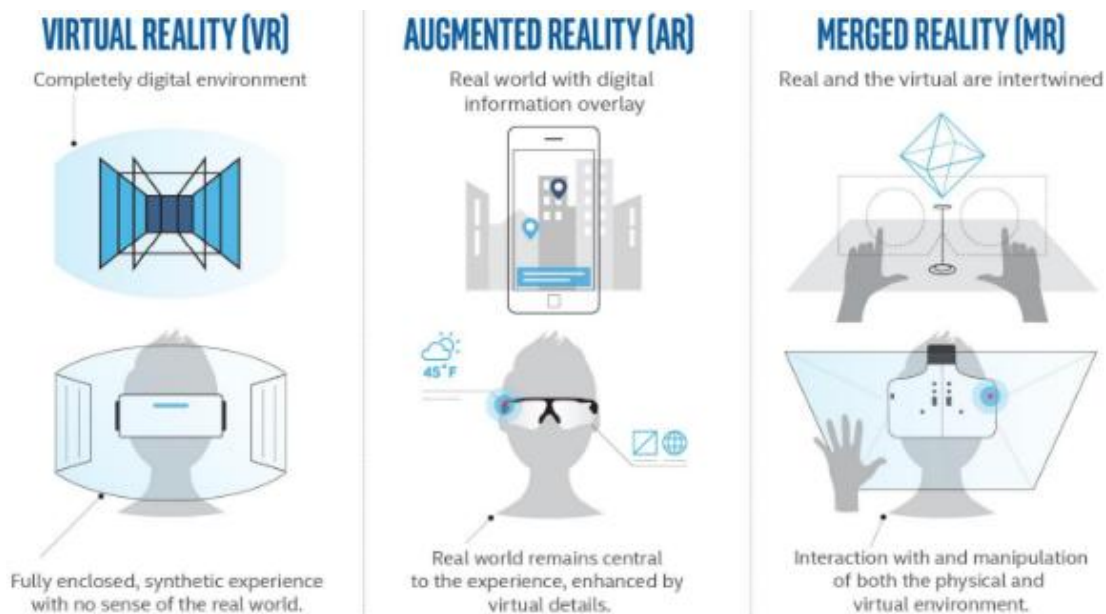 VIRTUAL REALITY (VR)
Completely digital environment
Fully enclosed, synthetic experience
with no sense of the real world.
AUGMENTED REALITY (AR)
Real world with digital
information overlay
45°F
Real world remains central
to the experience, enhanced by
virtual details.
MERGED REALITY (MR)
Real and the virtual are intertwined
Interaction with and manipulation
of both the physical and
virtual environment.